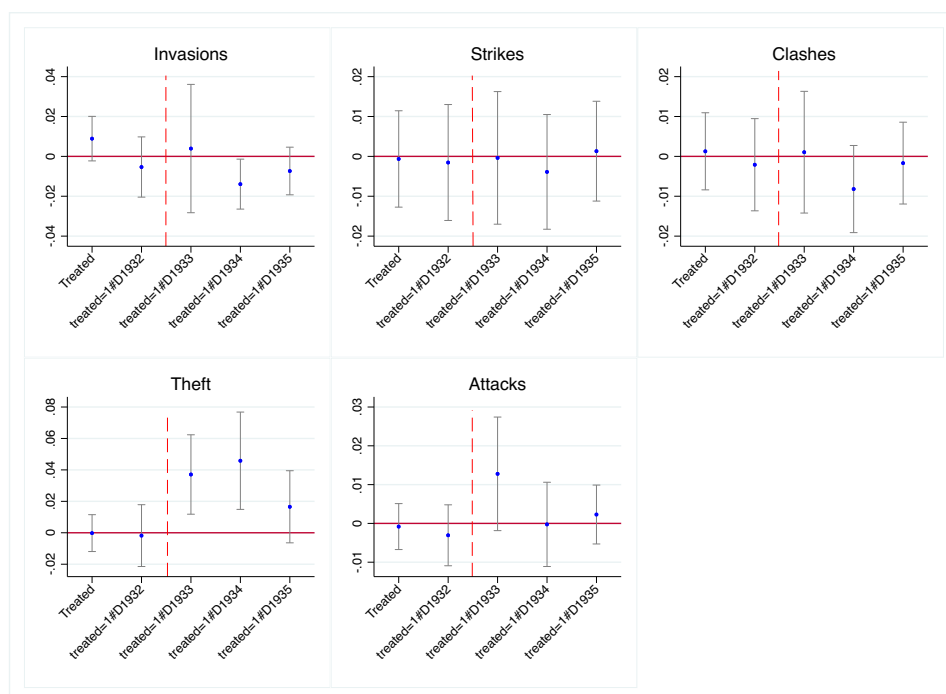 Invasions
.04
.02
0
-.02
-.04
Treated
treated=1#D1932
treated=1#D1933
treated=1#D1934
treated=1#D1935
Strikes
.02
.01
0
-.01
-.02
Treated
treated=1#D1932
treated=1#D1933
treated=1#D1934
treated=1#D1935
Clashes
.02
.01
0
-.01
-.02
Treated
treated=1#D1932
treated=1#D1933
treated=1#D1934
treated=1#D1935
Theft
.08
.06
.04
.02
0
-.02
Treated
treated=1#D1932
treated=1#D1933
treated=1#D1934
treated=1#D1935
Attacks
.03
.02
.01
0
-.01
Treated
treated=1#D1932
treated=1#D1933
treated=1#D1934
treated=1#D1935